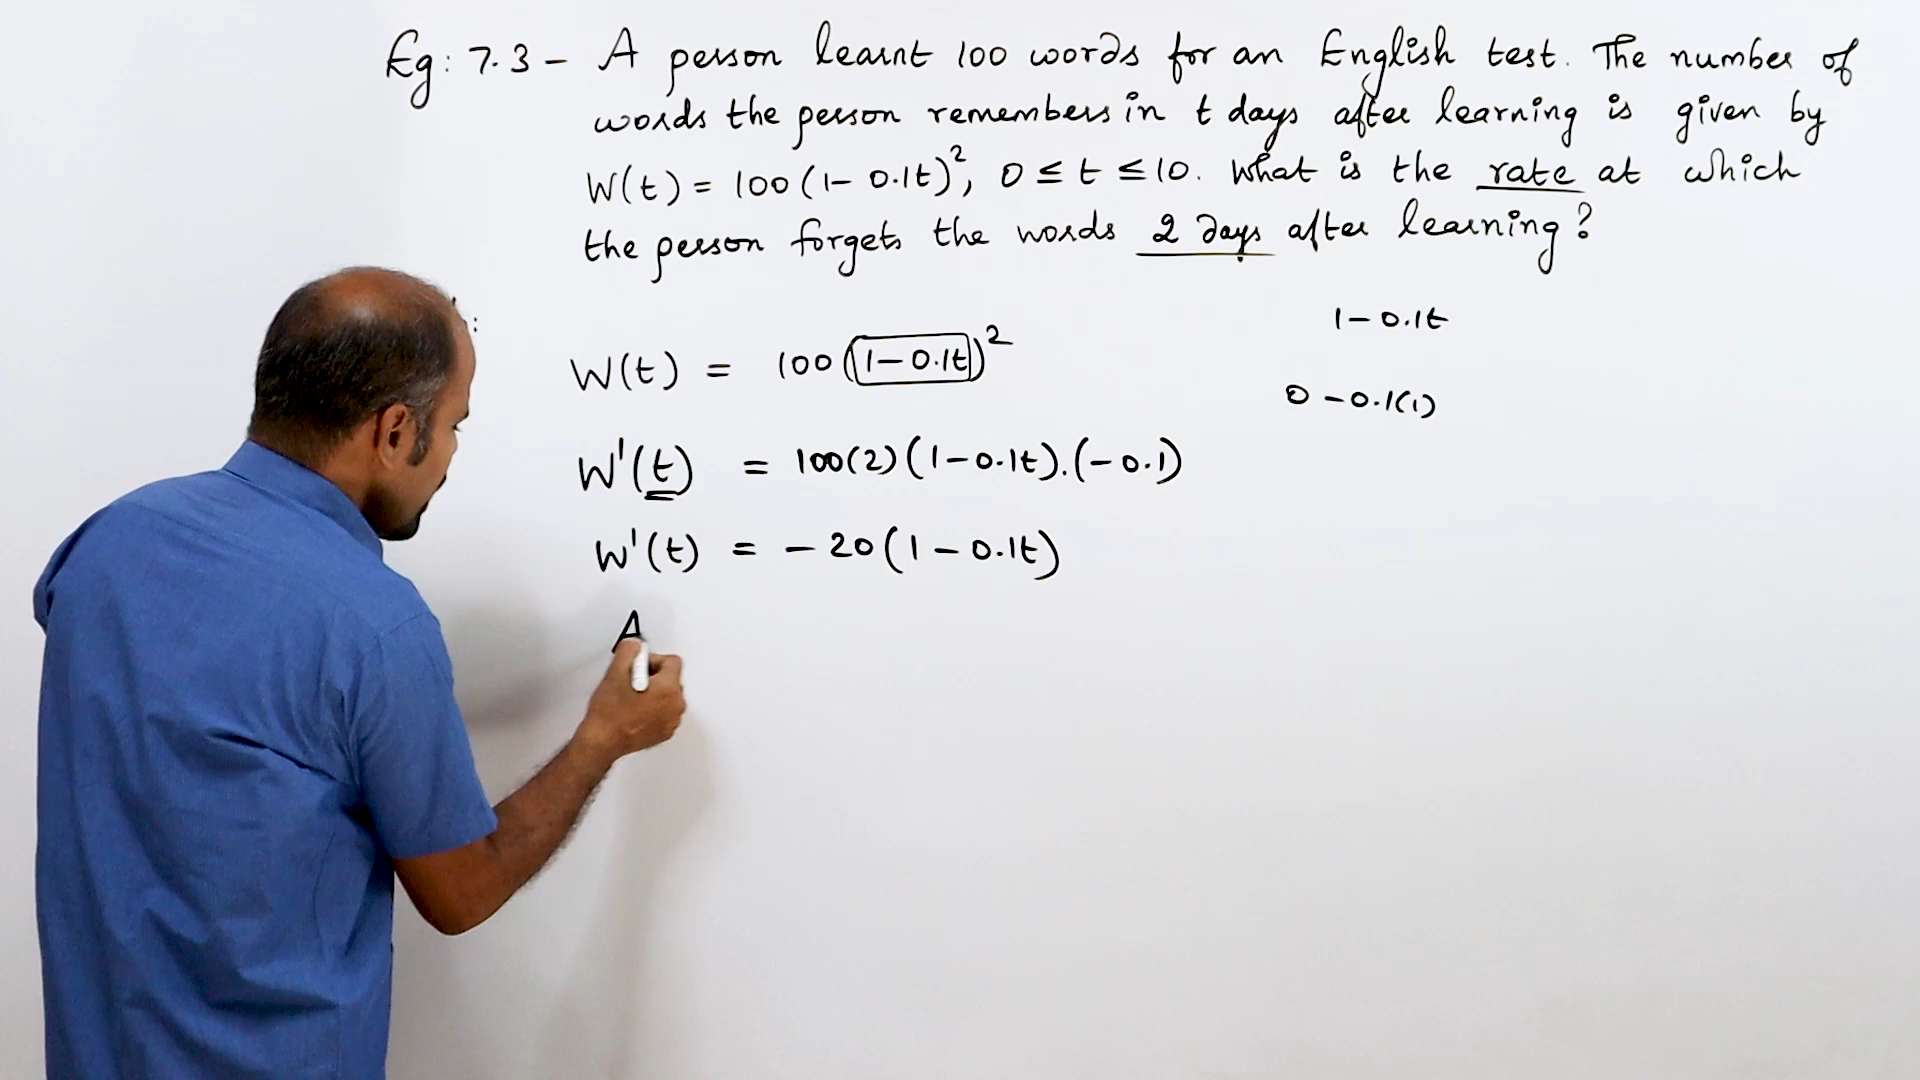 Eg: 7.3 - A person learnt 100 words for an English test. The number of
words the person remembers in t days after learning is given by
W(t) = 100(1 - 0.1t)², 0 ≤ t ≤ 10. What is the rate at which
the person forgets the words 2 days after learning?
:
1 - 0.1t
W(t) = 100(1 - 0.1t)²
0 - 0.1(1)
W'(t) = 100(2)(1 - 0.1t).(-0.1)
W'(t) = -20(1 - 0.1t)
A